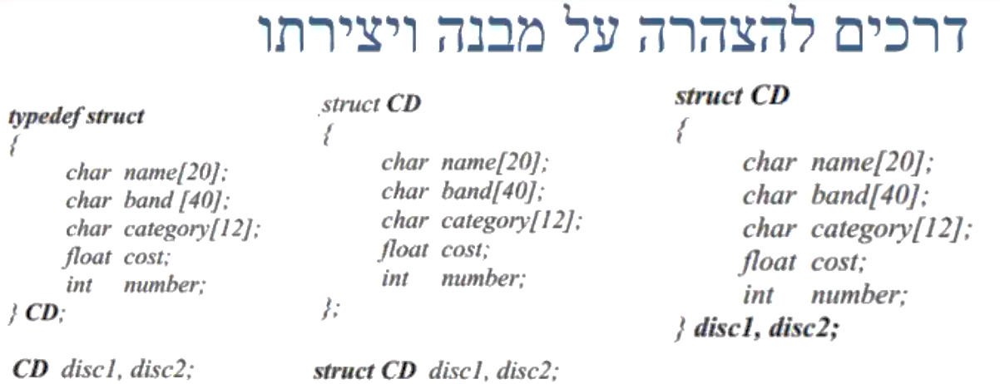 דרכים להצהרה על מבנה ויצירתו
typedef struct
{
char name[20];
char band [40];
char category[12];
float cost;
int number;
} CD;
CD disc1, disc2;
struct CD
{
char name[20];
char band[40];
char category[12];
float cost;
int number;
};
struct CD disc1, disc2;
struct CD
{
char name[20];
char band[40];
char category[12];
float cost;
int number;
} disc1, disc2;